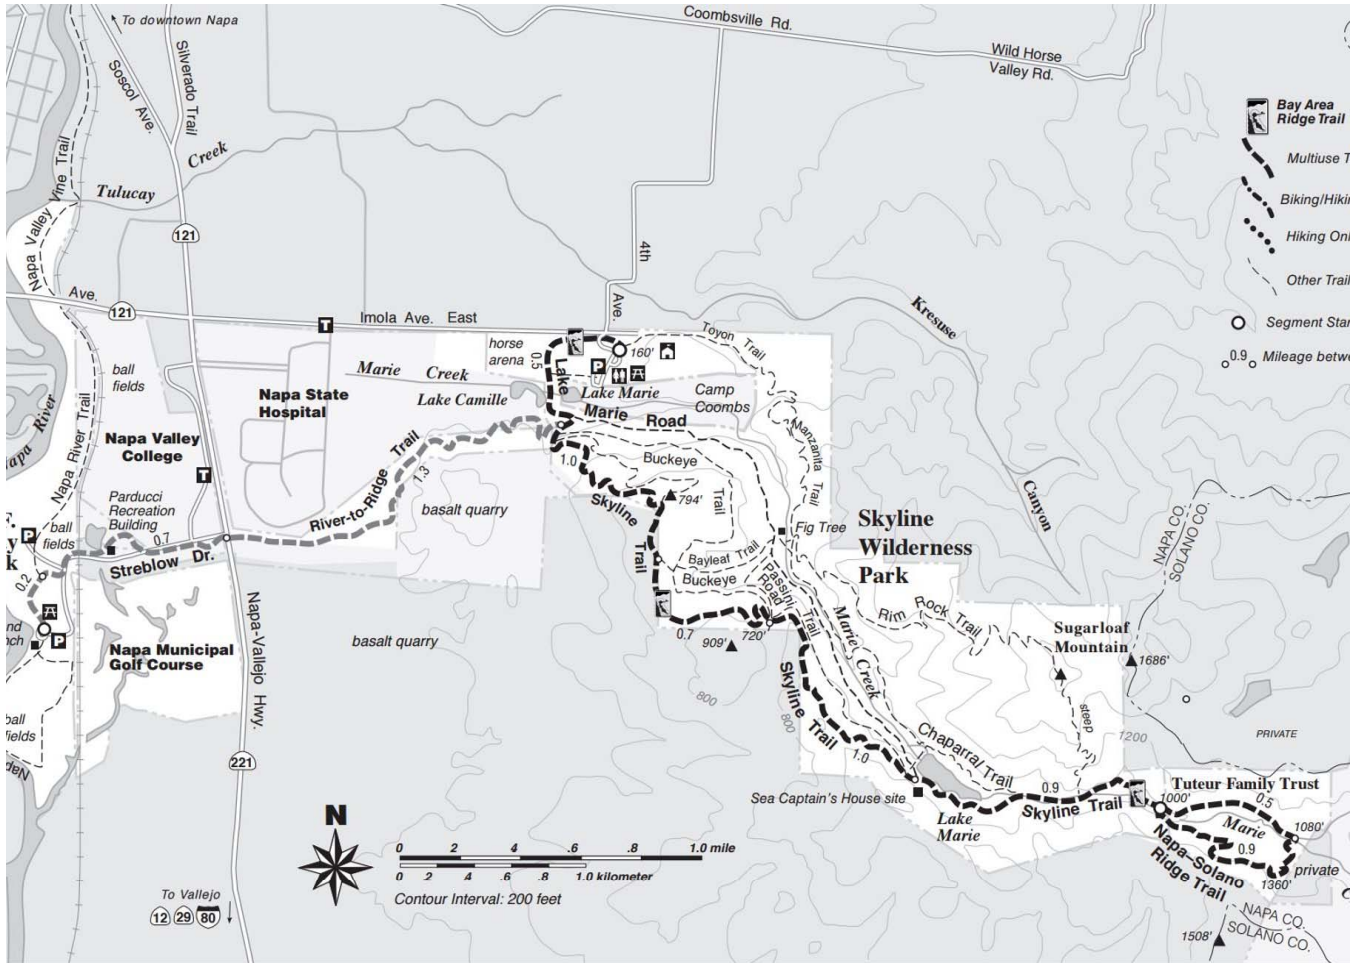 To downtown Napa
Soscol Ave.
Silverado Trail
Coombsville Rd.
Wild Horse
Valley Rd.
Bay Area
Ridge Trail
Multiuse T
Biking/Hikin
Hiking Onl
Other Trail
Segment Star
0.9 Mileage betwe
Napa Valley Vine Trail
Tulucay Creek
121
4th Ave.
Kresuse Canyon
Ave.
121
Imola Ave. East
T
Toyon Trail
horse
arena
0.5
160'
P
Marie Creek
Lake Camille
Lake Marie
Camp
Coombs
Lake Marie Road
Manzanita Trail
ball
fields
Napa State
Hospital
Napa River Trail
Napa Valley
College
T
River-to-Ridge Trail
1.3
1.0
Buckeye Trail
Skyline Trail
794'
basalt quarry
Parducci
Recreation
Building
P
ball
fields
0.7
Streblow Dr.
0.2
Fig Tree
Skyline
Wilderness
Park
NAPA CO.
SOLANO CO.
Bayleaf Trail
Buckeye
Passini Road
Trail
Marie Creek
Rim Rock Trail
P
Napa Municipal
Golf Course
Napa-Vallejo Hwy.
basalt quarry
0.7
720'
909'
Sugarloaf
Mountain
1686'
800
800
Skyline Trail
1.0
steep
1200
ball
fields
PRIVATE
221
Chaparral Trail
Tuteur Family Trust
0.9
Sea Captain's House site
Skyline Trail
1000'
0.5
Lake
Marie
Marie
1080'
0.9
Napa–Solano
Ridge Trail
private
1360'
N
0 .2 .4 .6 .8 1.0 mile
0 .2 .4 .6 .8 1.0 kilometer
Contour Interval: 200 feet
To Vallejo
12 29 80
NAPA CO.
SOLANO CO.
1508'